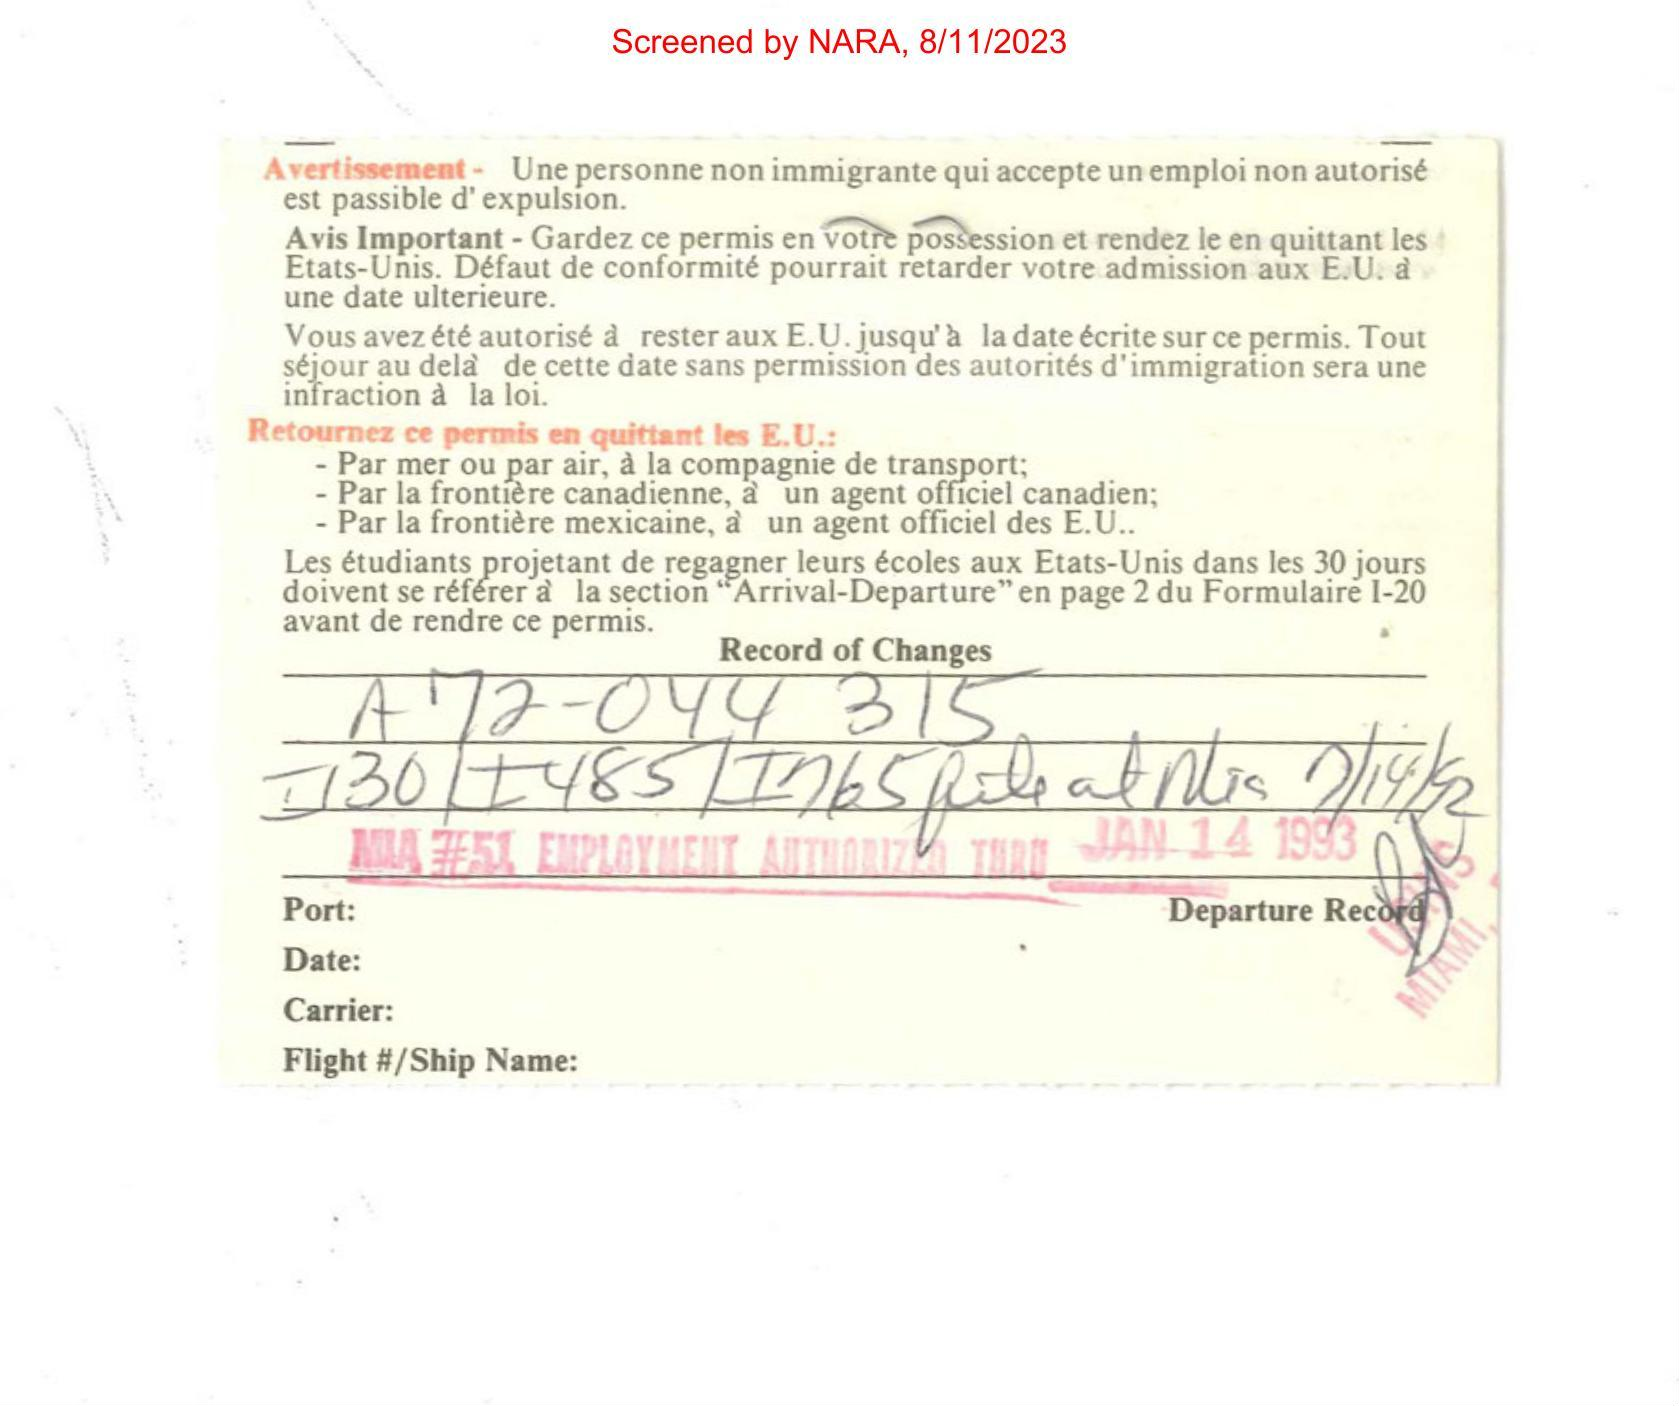 Screened by NARA, 8/11/2023
Avertissement - Une personne non immigrante qui accepte un emploi non autorisé
est passible d' expulsion.
Avis Important - Gardez ce permis en votre possession et rendez le en quittant les
Etats-Unis. Défaut de conformité pourrait retarder votre admission aux E.U. à
une date ulterieure.
Vous avez été autorisé à rester aux E.U. jusqu'à la date écrite sur ce permis. Tout
séjour au delà de cette date sans permission des autorités d'immigration sera une
infraction à la loi.
Retournez ce permis en quittant les E.U.:
- Par mer ou par air, à la compagnie de transport;
- Par la frontière canadienne, à un agent officiel canadien;
- Par la frontière mexicaine, à un agent officiel des E.U..
Les étudiants projetant de regagner leurs écoles aux Etats-Unis dans les 30 jours
doivent se référer à la section "Arrival-Departure" en page 2 du Formulaire I-20
avant de rendre ce permis.
Record of Changes
A 72-044 315
I-130/I-485/I765 file at Mia 7/14/92
MIA #51 EMPLOYMENT AUTHORIZED THRU JAN 14 1993
Port:
Departure Record
MIAMI,
Date:
Carrier:
Flight #/Ship Name: